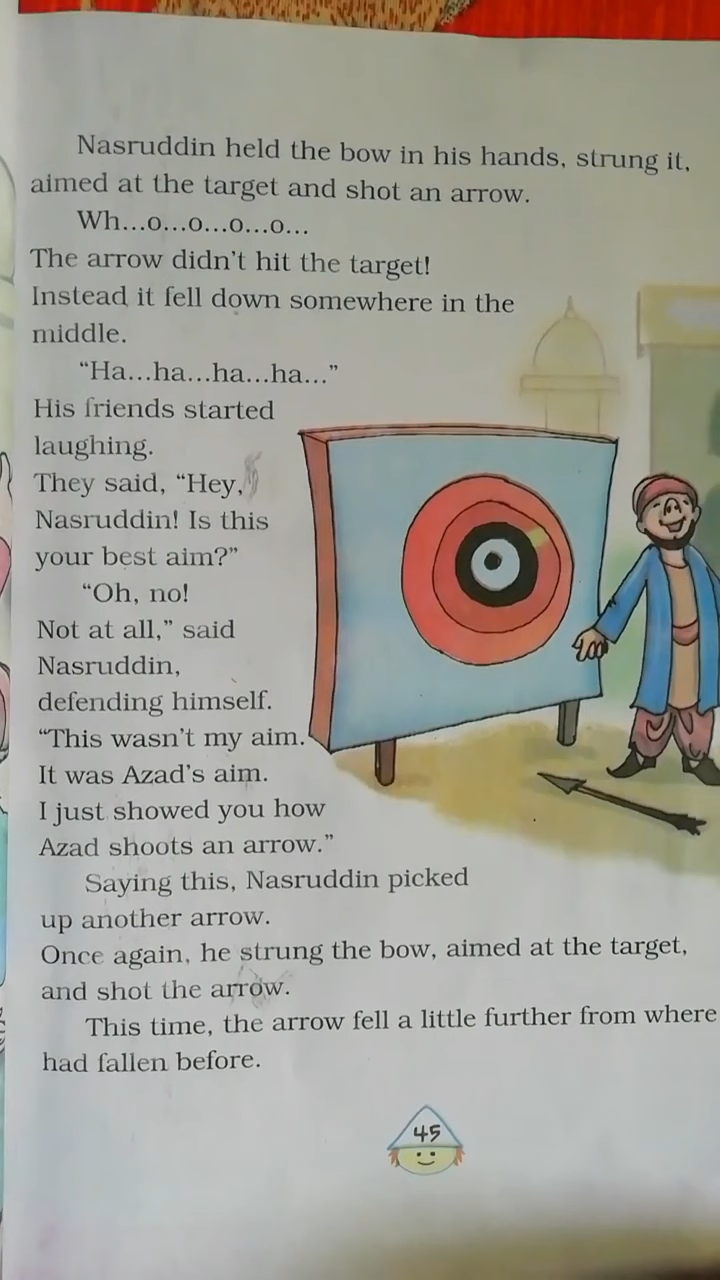 Nasruddin held the bow in his hands, strung it,
aimed at the target and shot an arrow.
Wh...o...o...o...o...
The arrow didn't hit the target!
Instead it fell down somewhere in the
middle.
“Ha...ha...ha...ha...”
His friends started
laughing.
They said, “Hey,
Nasruddin! Is this
your best aim?”
“Oh, no!
Not at all,” said
Nasruddin,
defending himself.
“This wasn't my aim.
It was Azad's aim.
I just showed you how
Azad shoots an arrow.”
Saying this, Nasruddin picked
up another arrow.
Once again, he strung the bow, aimed at the target,
and shot the arrow.
This time, the arrow fell a little further from where
had fallen before.
45